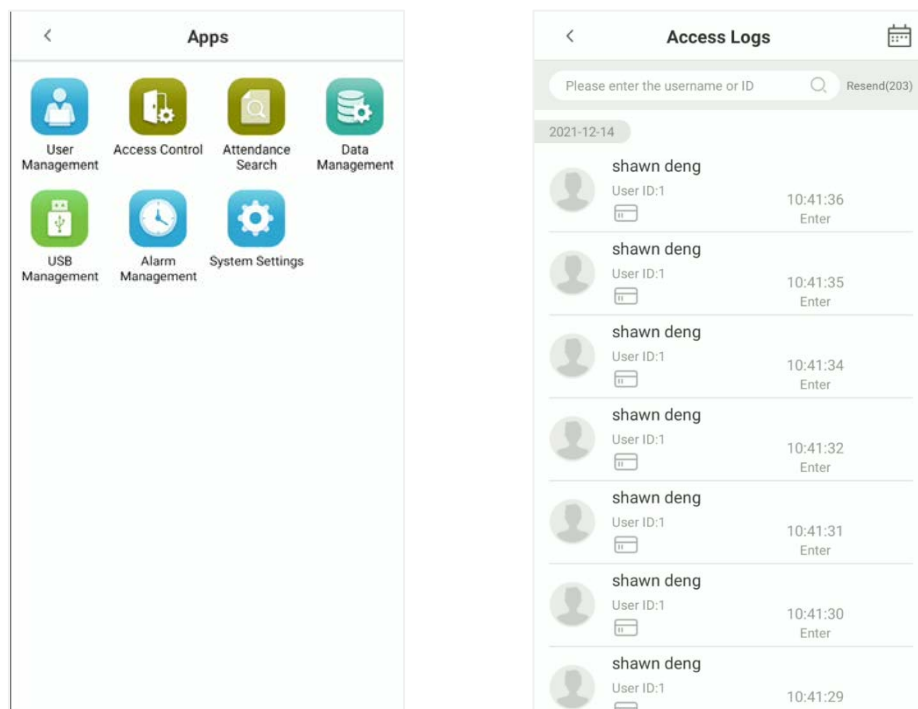 Apps
User
Management
Access Control
Attendance
Search
Data
Management
USB
Management
Alarm
Management
System Settings
Access Logs
Please enter the username or ID
Resend(203)
2021-12-14
shawn deng
User ID:1
10:41:36
Enter
shawn deng
User ID:1
10:41:35
Enter
shawn deng
User ID:1
10:41:34
Enter
shawn deng
User ID:1
10:41:32
Enter
shawn deng
User ID:1
10:41:31
Enter
shawn deng
User ID:1
10:41:30
Enter
shawn deng
User ID:1
10:41:29